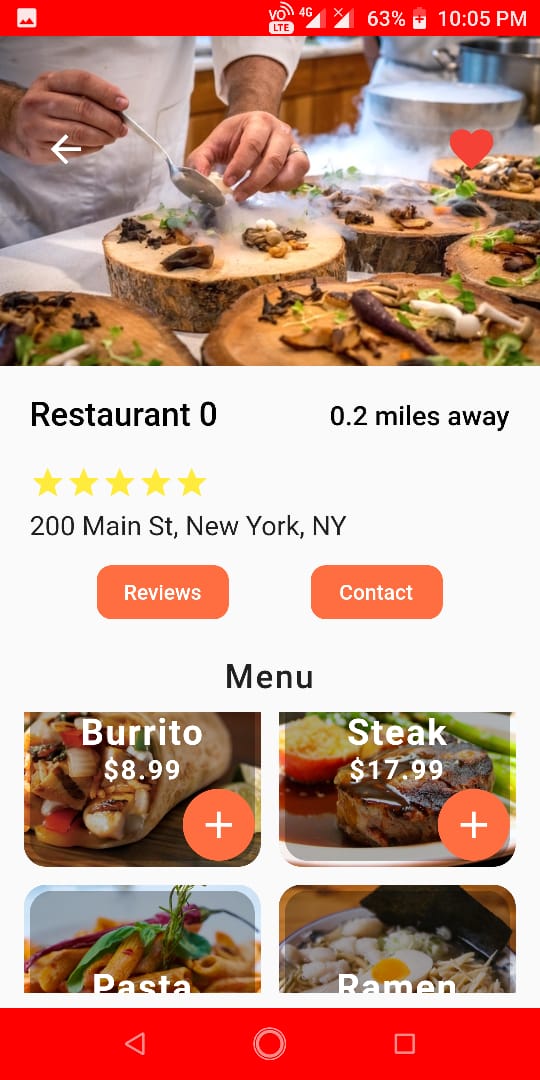 VO LTE 4G 63% 10:05 PM
Restaurant 0
0.2 miles away
200 Main St, New York, NY
Reviews
Contact
Menu
Burrito
$8.99
Steak
$17.99
Pasta
Ramen